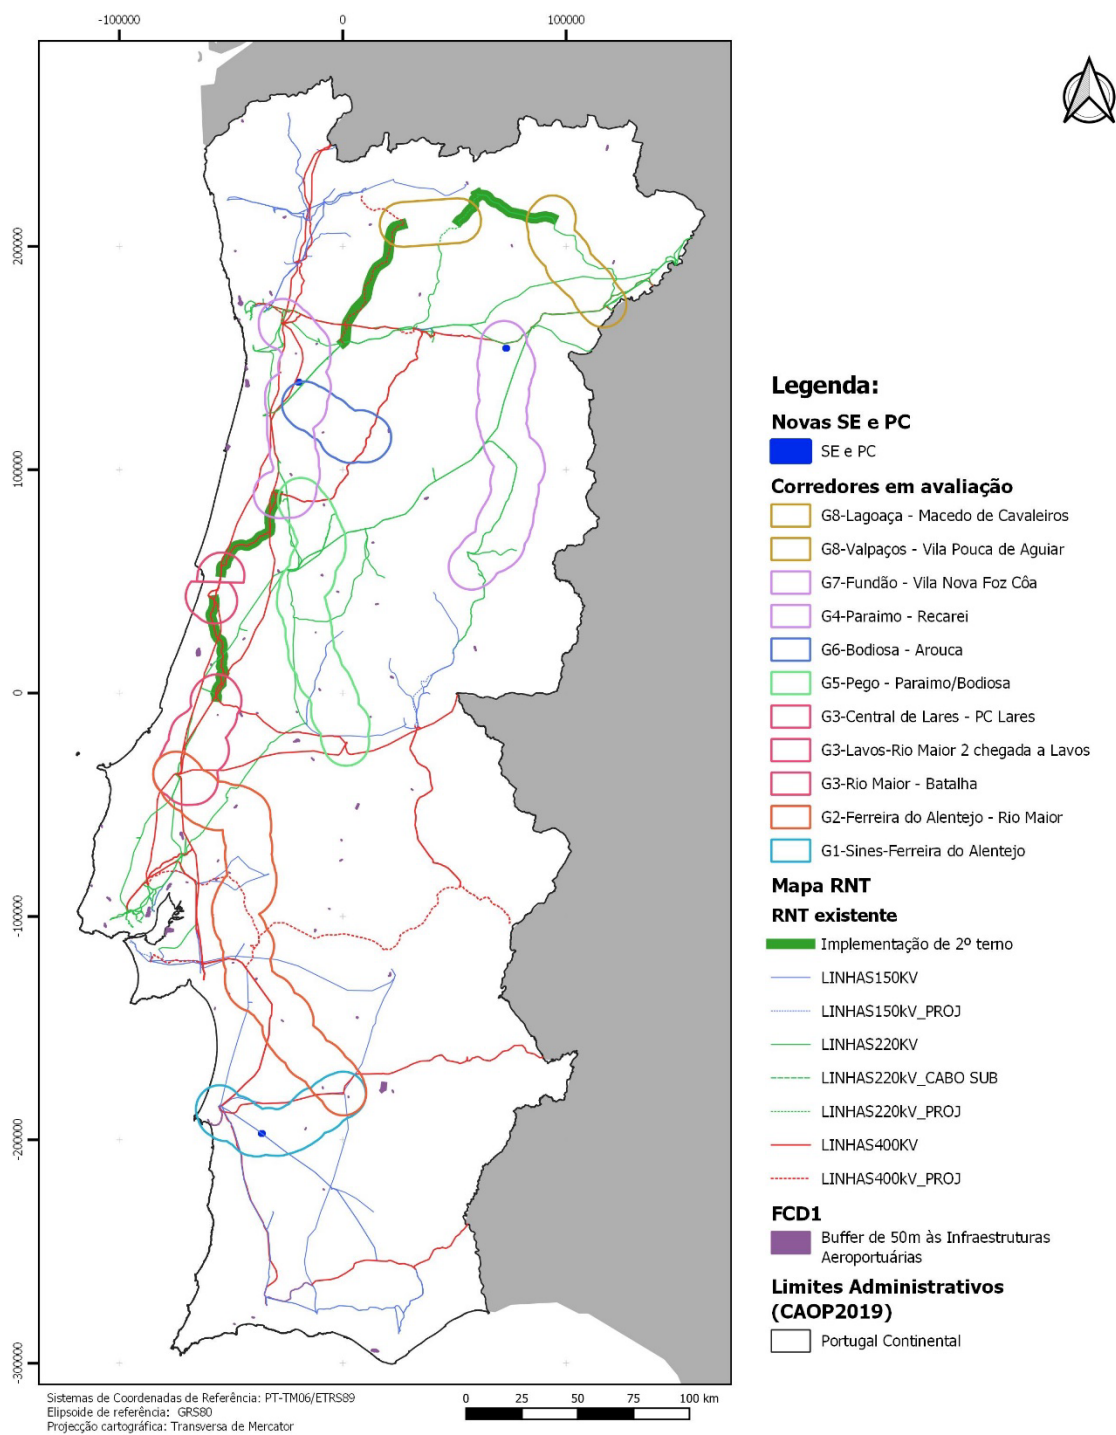 -100000
0
100000
200000
100000
0
-100000
-200000
-300000
Legenda:
Novas SE e PC
SE e PC
Corredores em avaliação
G8-Lagoaça - Macedo de Cavaleiros
G8-Valpaços - Vila Pouca de Aguiar
G7-Fundão - Vila Nova Foz Côa
G4-Paraimo - Recarei
G6-Bodiosa - Arouca
G5-Pego - Paraimo/Bodiosa
G3-Central de Lares - PC Lares
G3-Lavos-Rio Maior 2 chegada a Lavos
G3-Rio Maior - Batalha
G2-Ferreira do Alentejo - Rio Maior
G1-Sines-Ferreira do Alentejo
Mapa RNT
RNT existente
Implementação de 2º terno
LINHAS150KV
LINHAS150kV_PROJ
LINHAS220KV
LINHAS220kV_CABO SUB
LINHAS220kV_PROJ
LINHAS400KV
LINHAS400kV_PROJ
FCD1
Buffer de 50m às Infraestruturas
Aeroportuárias
Limites Administrativos
(CAOP2019)
Portugal Continental
Sistemas de Coordenadas de Referência: PT-TM06/ETRS89
Elipsoide de referência: GRS80
Projecção cartográfica: Transversa de Mercator
0 25 50 75 100 km